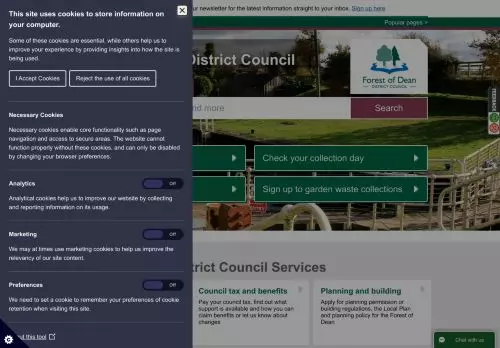 This site uses cookies to store information on
your computer.
Some of these cookies are essential, while others help us to
improve your experience by providing insights into how the site is
being used.
I Accept Cookies
Reject the use of all cookies
Necessary Cookies
Necessary cookies enable core functionality such as page
navigation and access to secure areas. The website cannot
function properly without these cookies, and can only be disabled
by changing your browser preferences.
Analytics
Off
Analytical cookies help us to improve our website by collecting
and reporting information on its usage.
Marketing
Off
We may at times use marketing cookies to help us improve the
relevancy of our site content.
Preferences
Off
We need to set a cookie to remember your preferences of cookie
retention when visiting this site.
this tool
our newsletter for the latest information straight to your inbox. Sign up here
Popular pages >
District Council
Forest of Dean
DISTRICT COUNCIL
nd more
Search
FEEDBACK
Check your collection day
Sign up to garden waste collections
trict Council Services
Council tax and benefits
Pay your council tax, find out what
support is available and how you can
claim benefits or let us know about
changes
Planning and building
Apply for planning permission or
building regulations, the Local Plan
and planning policy for the Forest of
Dean
Chat with us